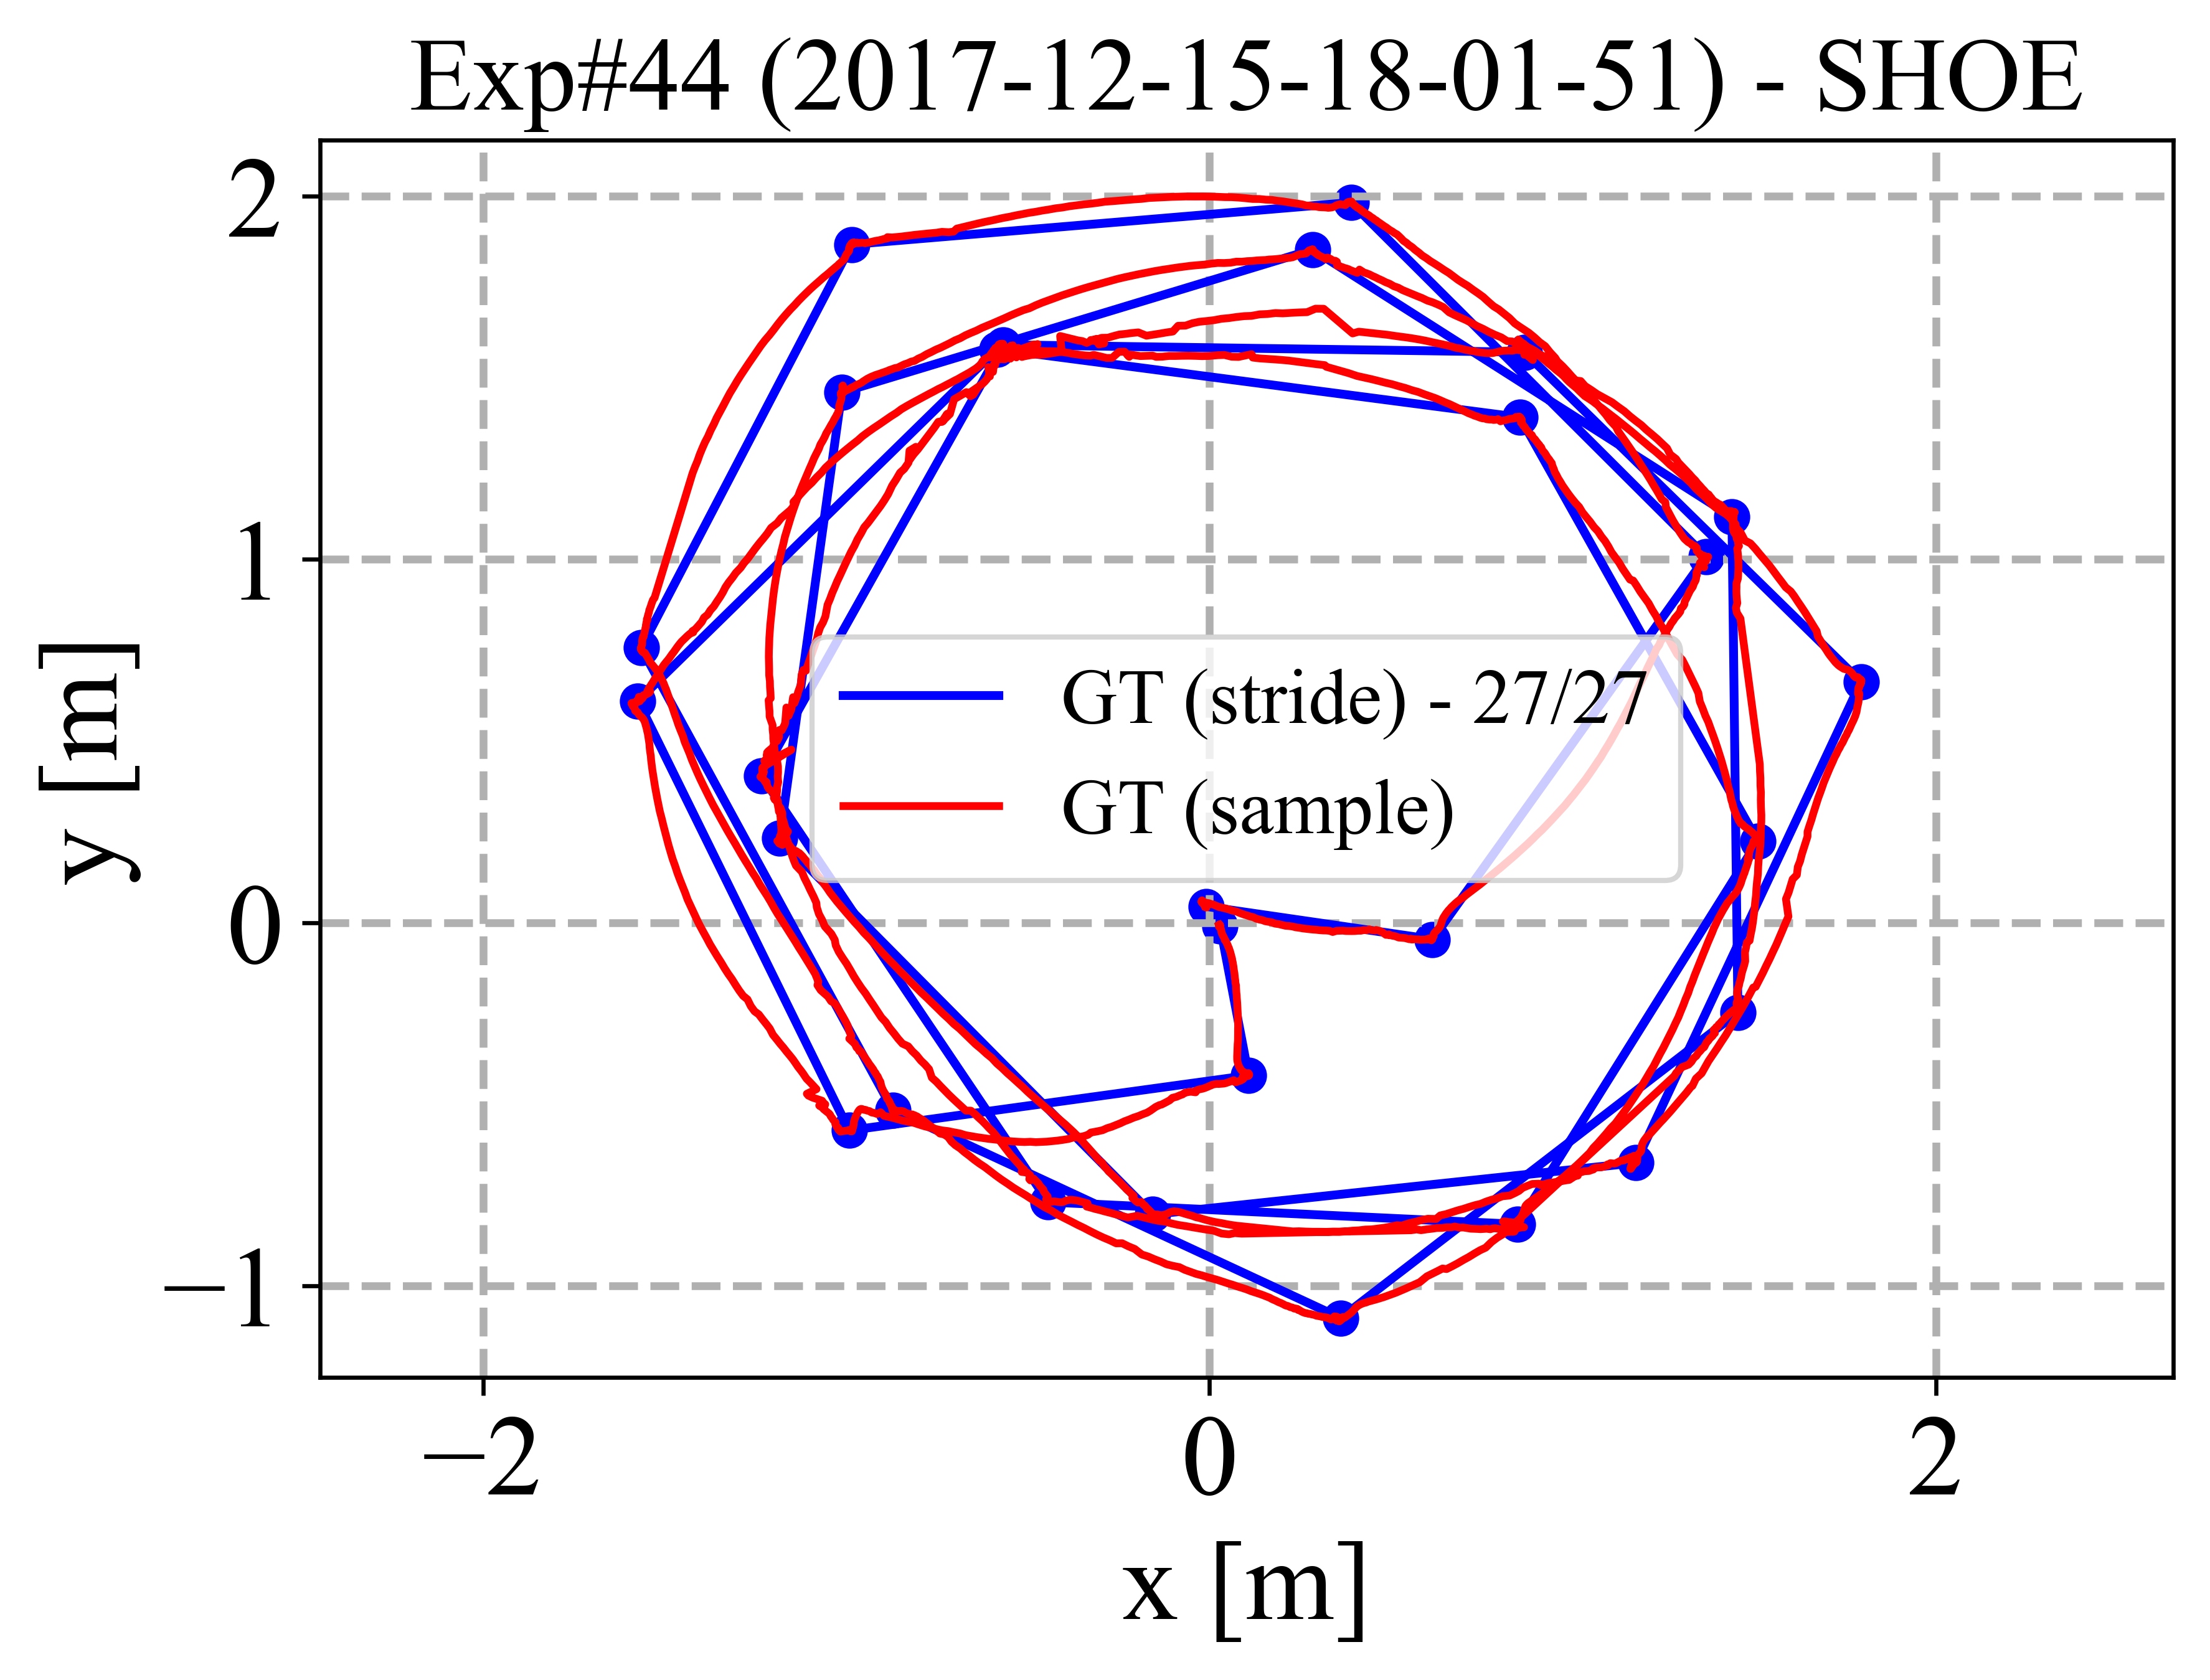 Exp#44 (2017-12-15-18-01-51) - SHOE
2
1
0
−1
y [m]
GT (stride) - 27/27
GT (sample)
−2
0
2
x [m]